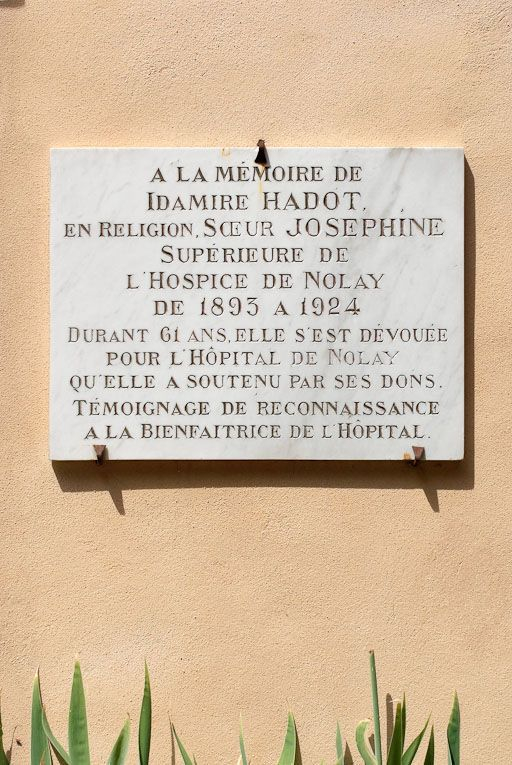 A LA MÉMOIRE DE
IDAMIRE HADOT,
EN RELIGION, SŒUR JOSEPHINE
SUPÉRIEURE DE
L'HOSPICE DE NOLAY
DE 1893 A 1924
DURANT 61 ANS, ELLE S'EST DÉVOUÉE
POUR L'HÔPITAL DE NOLAY
QU'ELLE A SOUTENU PAR SES DONS.
TÉMOIGNAGE DE RECONNAISSANCE
A LA BIENFAITRICE DE L'HÔPITAL.